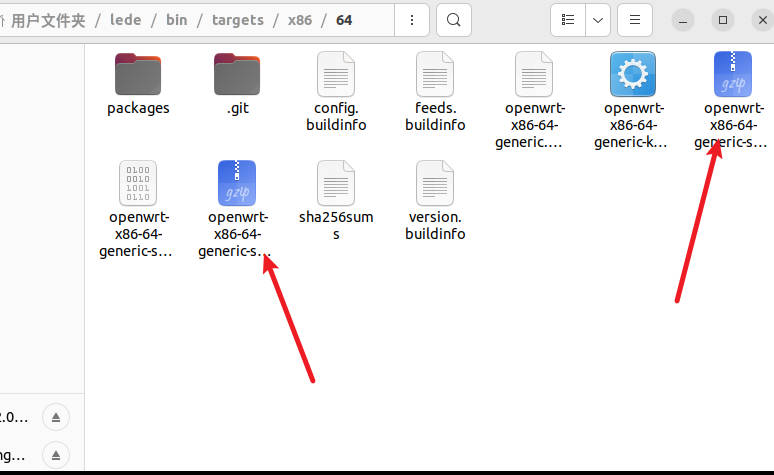 用户文件夹 / lede / bin / targets / x86 / 64
packages
.git
config.
buildinfo
feeds.
buildinfo
openwrt-
x86-64-
generic....
openwrt-
x86-64-
generic-k...
gzip
openwrt-
x86-64-
generic-s...
0100
0010
1001
0110
openwrt-
x86-64-
generic-s...
gzip
openwrt-
x86-64-
generic-s...
sha256sum
s
version.
buildinfo
2.0...
ng...